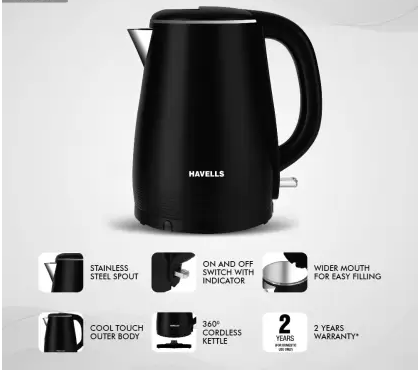 HAVELLS
STAINLESS
STEEL SPOUT
ON AND OFF
SWITCH WITH
INDICATOR
WIDER MOUTH
FOR EASY FILLING
COOL TOUCH
OUTER BODY
360°
CORDLESS
KETTLE
2
YEARS
2 YEARS
WARRANTY*